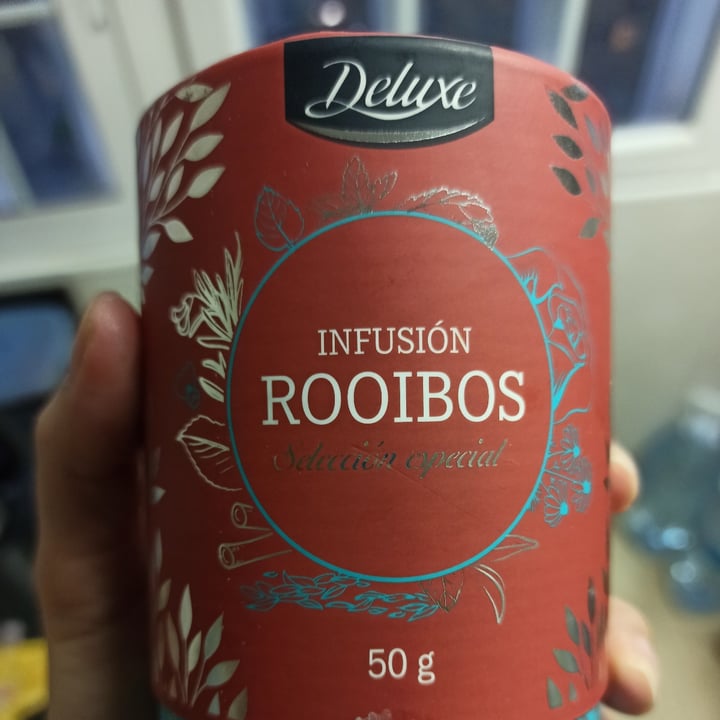 Deluxe
INFUSIÓN
ROOIBOS
Selección especial
50 g